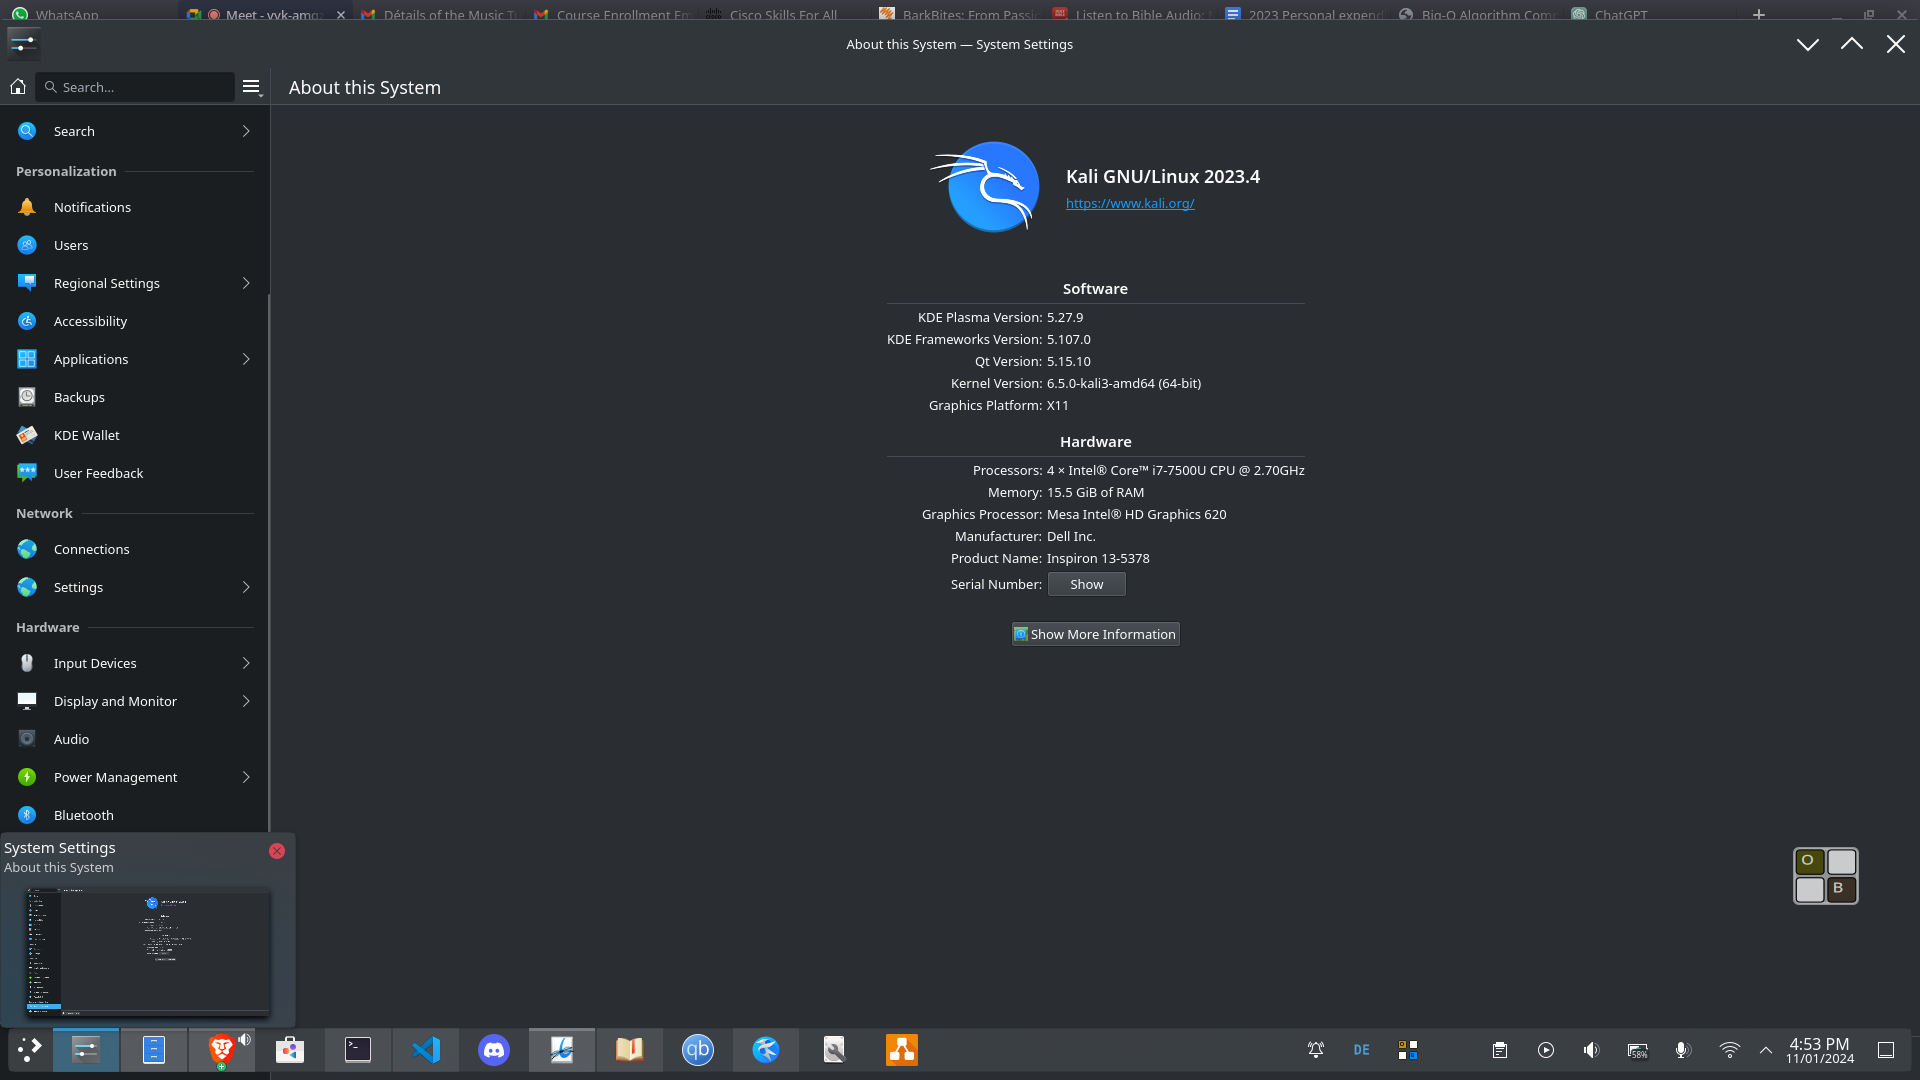 WhatsApp
Meet - vvk-amqz
Détails of the Music Tu
Course Enrollment Em
Cisco Skills For All
BarkBites: From Passi
Listen to Bible Audio:
2023 Personal expend
Big-O Algorithm Com
ChatGPT
About this System — System Settings
Search...
About this System
Search
Personalization
Notifications
Users
Regional Settings
Accessibility
Applications
Backups
KDE Wallet
User Feedback
Network
Connections
Settings
Hardware
Input Devices
Display and Monitor
Audio
Power Management
Bluetooth
Kali GNU/Linux 2023.4
https://www.kali.org/
Software
KDE Plasma Version: 5.27.9
KDE Frameworks Version: 5.107.0
Qt Version: 5.15.10
Kernel Version: 6.5.0-kali3-amd64 (64-bit)
Graphics Platform: X11
Hardware
Processors: 4 × Intel® Core™ i7-7500U CPU @ 2.70GHz
Memory: 15.5 GiB of RAM
Graphics Processor: Mesa Intel® HD Graphics 620
Manufacturer: Dell Inc.
Product Name: Inspiron 13-5378
Serial Number: Show
Show More Information
System Settings
About this System
O
B
qb
DE
58%
4:53 PM
11/01/2024